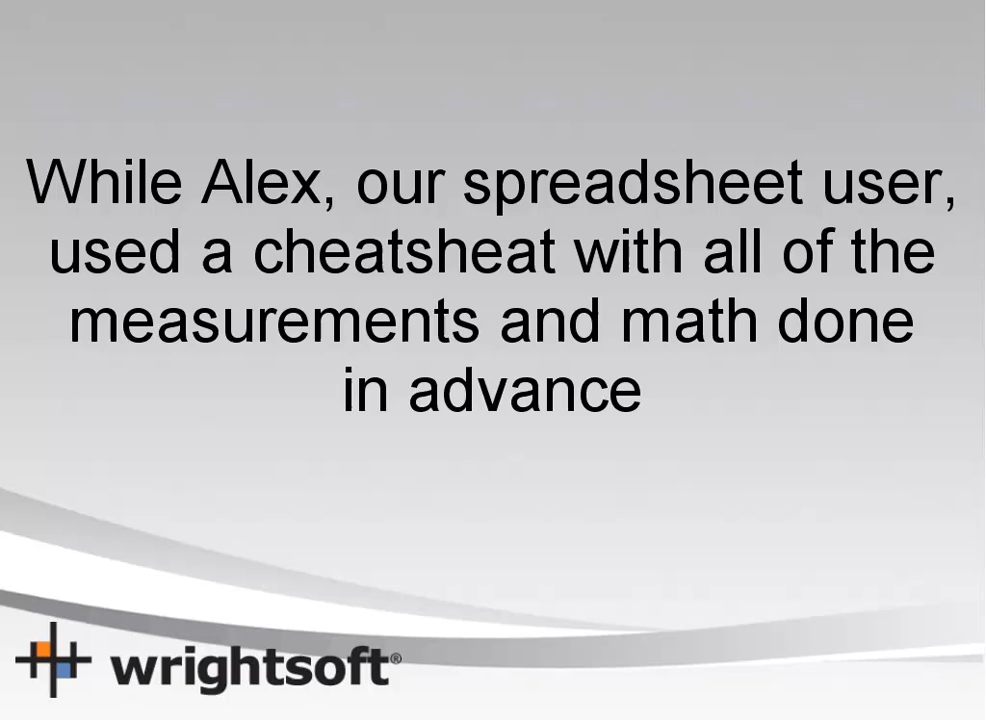 While Alex, our spreadsheet user,
used a cheatsheat with all of the
measurements and math done
in advance
wrightsoft®